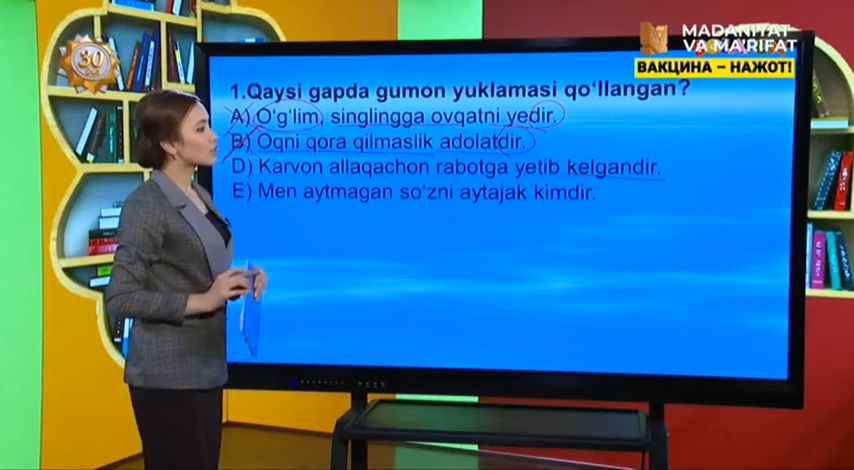 30
MADANIYAT
VA MA'RIFAT
ВАКЦИНА – НАЖОТ!
1.Qaysi gapda gumon yuklamasi qo‘llangan?
A) O‘g‘lim, singlingga ovqatni yedir.
B) Oqni qora qilmaslik adolatdir.
D) Karvon allaqachon rabotga yetib kelgandir.
E) Men aytmagan so‘zni aytajak kimdir.